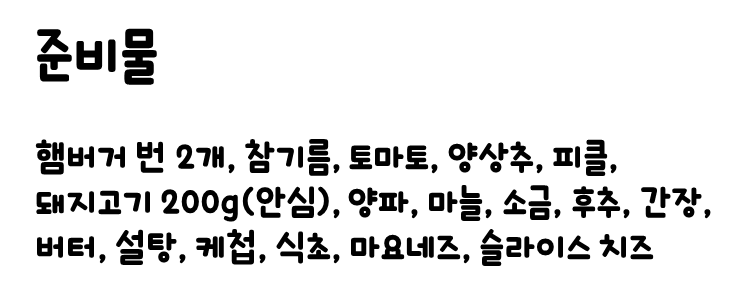 준비물
햄버거 번 2개, 참기름, 토마토, 양상추, 피클,
돼지고기 200g(안심), 양파, 마늘, 소금, 후추, 간장,
버터, 설탕, 케첩, 식초, 마요네즈, 슬라이스 치즈